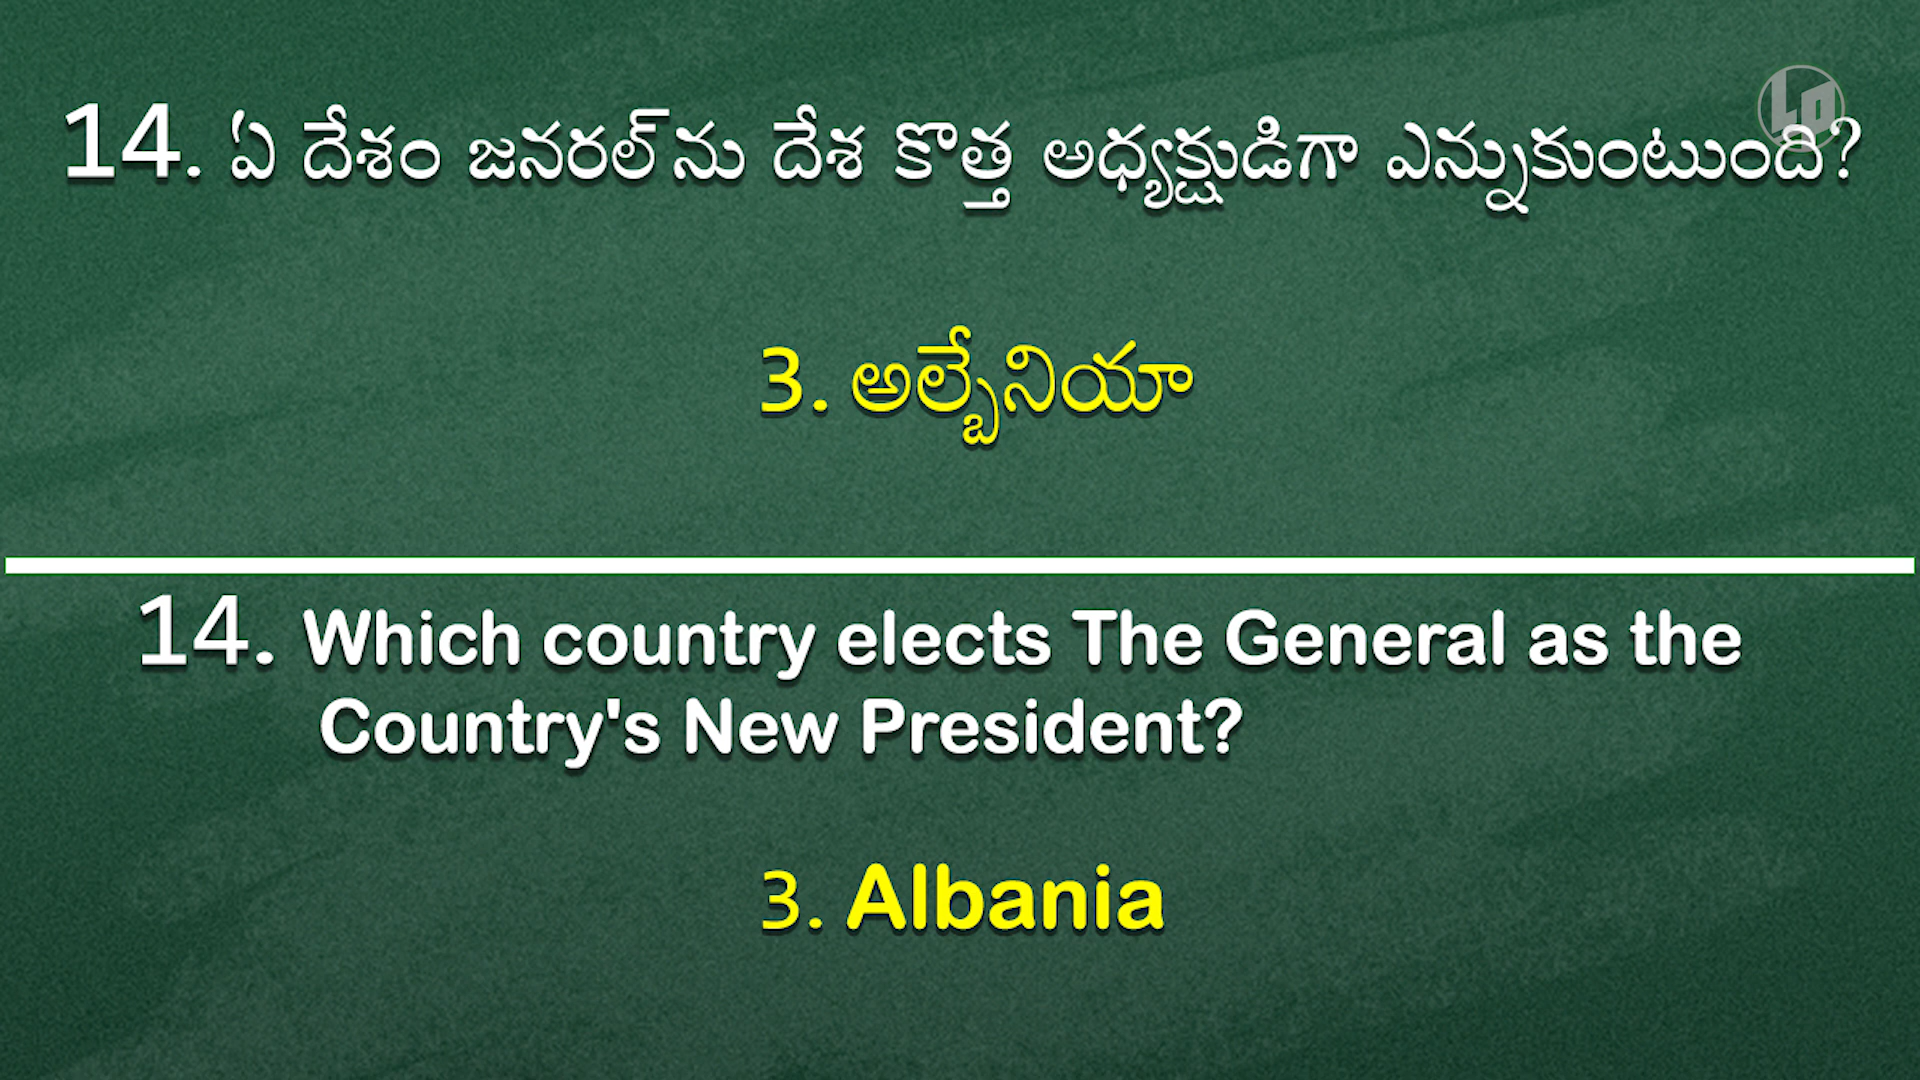 14. ఏ దేశం జనరల్‌ను దేశ కొత్త అధ్యక్షుడిగా ఎన్నుకుంటుంది?
3. అల్బేనియా
14. Which country elects The General as the
Country's New President?
3. Albania